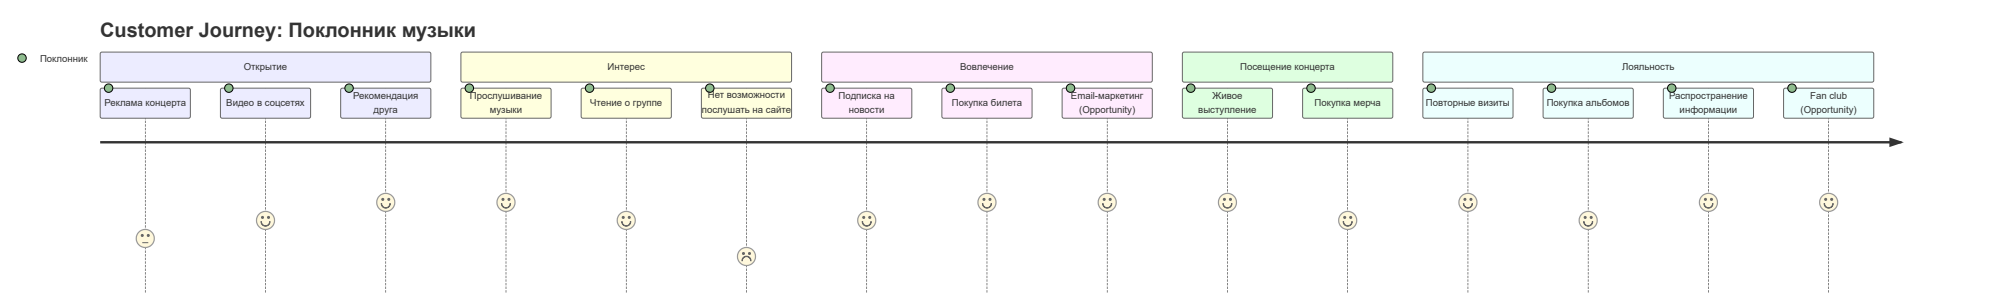 Customer Journey: Поклонник музыки
Поклонник
Открытие
Интерес
Вовлечение
Посещение концерта
Лояльность
Реклама концерта
Видео в соцсетях
Рекомендация
друга
Прослушивание
музыки
Чтение о группе
Нет возможности
послушать на сайте
Подписка на
новости
Покупка билета
Email-маркетинг
(Opportunity)
Живое
выступление
Покупка мерча
Повторные визиты
Покупка альбомов
Распространение
информации
Fan club
(Opportunity)